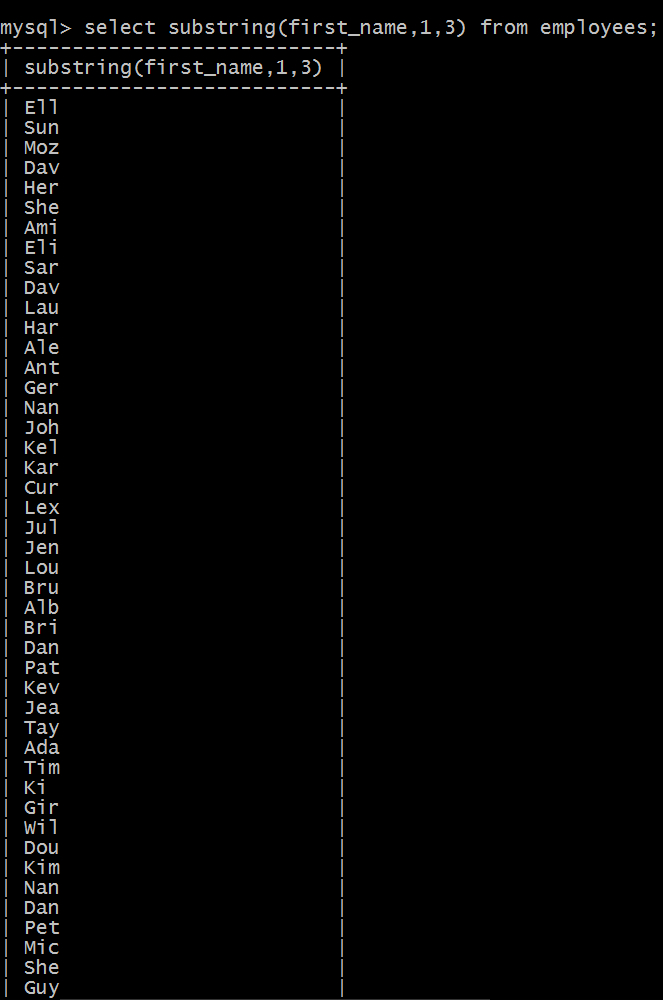 mysql> select substring(first_name,1,3) from employees;
+---------------------------+
| substring(first_name,1,3) |
+---------------------------+
| Ell                       |
| Sun                       |
| Moz                       |
| Dav                       |
| Her                       |
| She                       |
| Ami                       |
| Eli                       |
| Sar                       |
| Dav                       |
| Lau                       |
| Har                       |
| Ale                       |
| Ant                       |
| Ger                       |
| Nan                       |
| Joh                       |
| Kel                       |
| Kar                       |
| Cur                       |
| Lex                       |
| Jul                       |
| Jen                       |
| Lou                       |
| Bru                       |
| Alb                       |
| Bri                       |
| Dan                       |
| Pat                       |
| Kev                       |
| Jea                       |
| Tay                       |
| Ada                       |
| Tim                       |
| Ki                        |
| Gir                       |
| Wil                       |
| Dou                       |
| Kim                       |
| Nan                       |
| Dan                       |
| Pet                       |
| Mic                       |
| She                       |
| Guy                       |